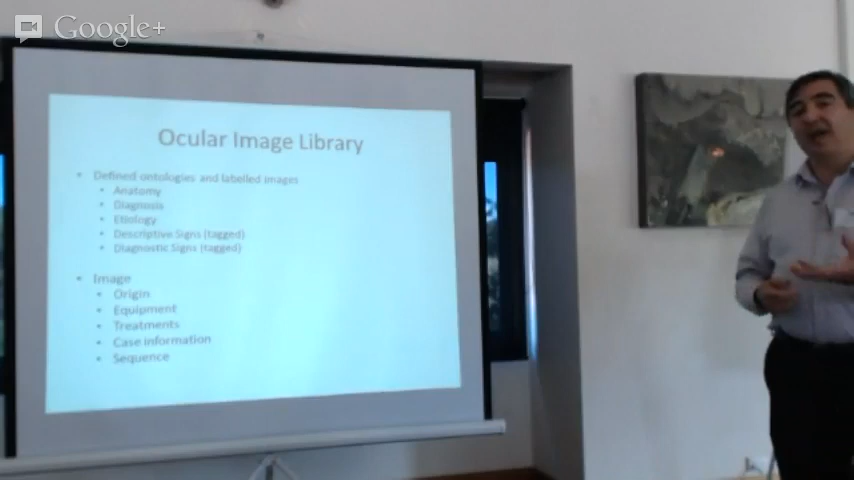 Google+
Ocular Image Library
• Defined ontologies and labelled images
• Anatomy
• Diagnosis
• Etiology
• Descriptive Signs (tagged)
• Diagnostic Signs (tagged)
• Image
• Origin
• Equipment
• Treatments
• Case information
• Sequence